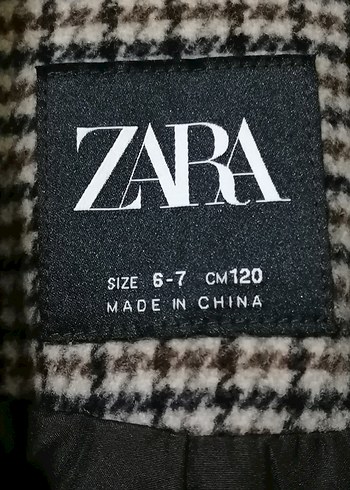 ZARA
SIZE 6-7 CM120
MADE IN CHINA